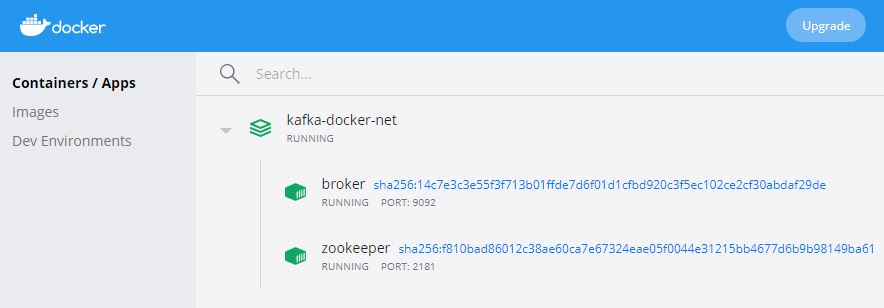 docker
Upgrade
Containers / Apps
Images
Dev Environments
Search...
kafka-docker-net
RUNNING
broker sha256:14c7e3c3e55f3f713b01ffde7d6f01d1cfbd920c3f5ec102ce2cf30abdaf29de
RUNNING PORT: 9092
zookeeper sha256:f810bad86012c38ae60ca7e67324eae05f0044e31215bb4677d6b9b98149ba61
RUNNING PORT: 2181